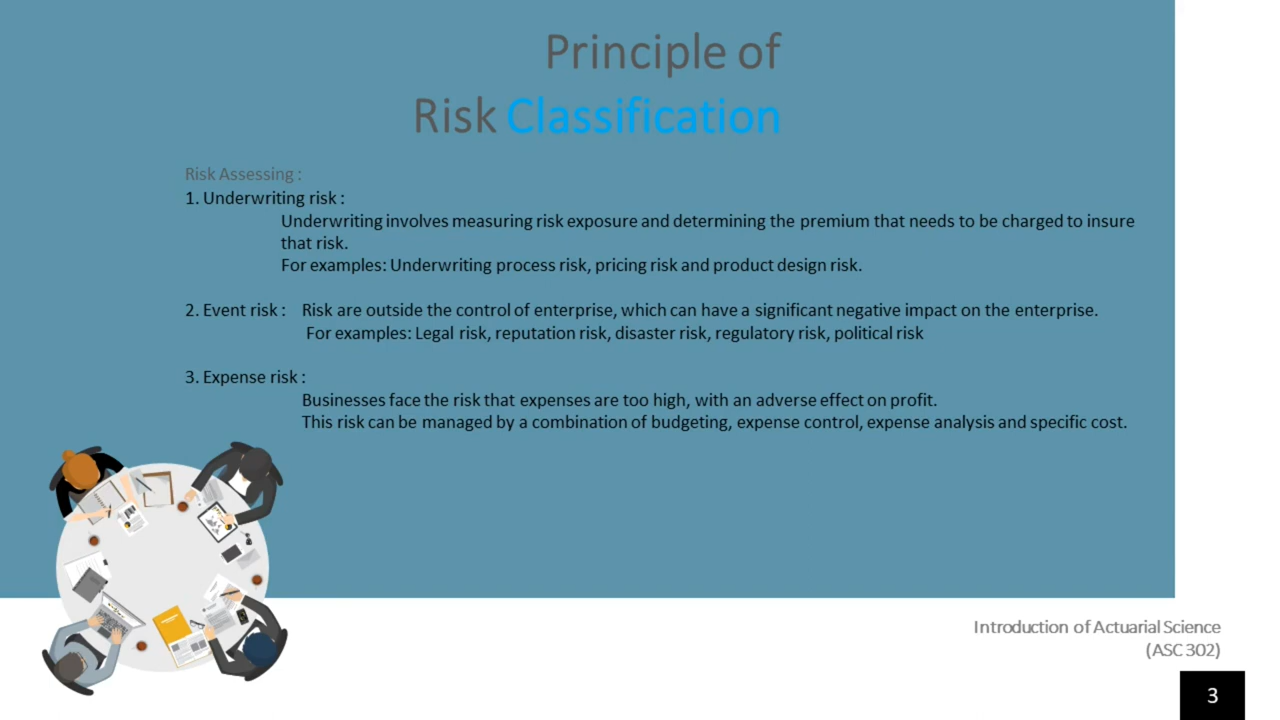 Principle of
Risk Classification
Risk Assessing :
1. Underwriting risk :
Underwriting involves measuring risk exposure and determining the premium that needs to be charged to insure
that risk.
For examples: Underwriting process risk, pricing risk and product design risk.
2. Event risk : Risk are outside the control of enterprise, which can have a significant negative impact on the enterprise.
For examples: Legal risk, reputation risk, disaster risk, regulatory risk, political risk
3. Expense risk :
Businesses face the risk that expenses are too high, with an adverse effect on profit.
This risk can be managed by a combination of budgeting, expense control, expense analysis and specific cost.
Introduction of Actuarial Science
(ASC 302)
3